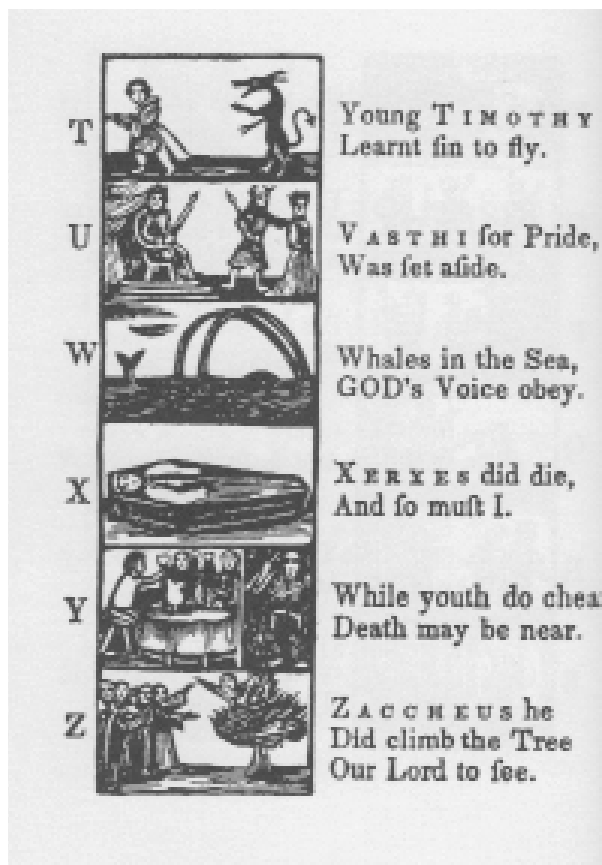 T
Young TIMOTHY
Learnt ſin to fly.
U
VASTHI for Pride,
Was ſet aſide.
W
Whales in the Sea,
GOD's Voice obey.
X
XERXES did die,
And ſo muſt I.
Y
While youth do chea
Death may be near.
Z
ZACCHEUS he
Did climb the Tree
Our Lord to ſee.